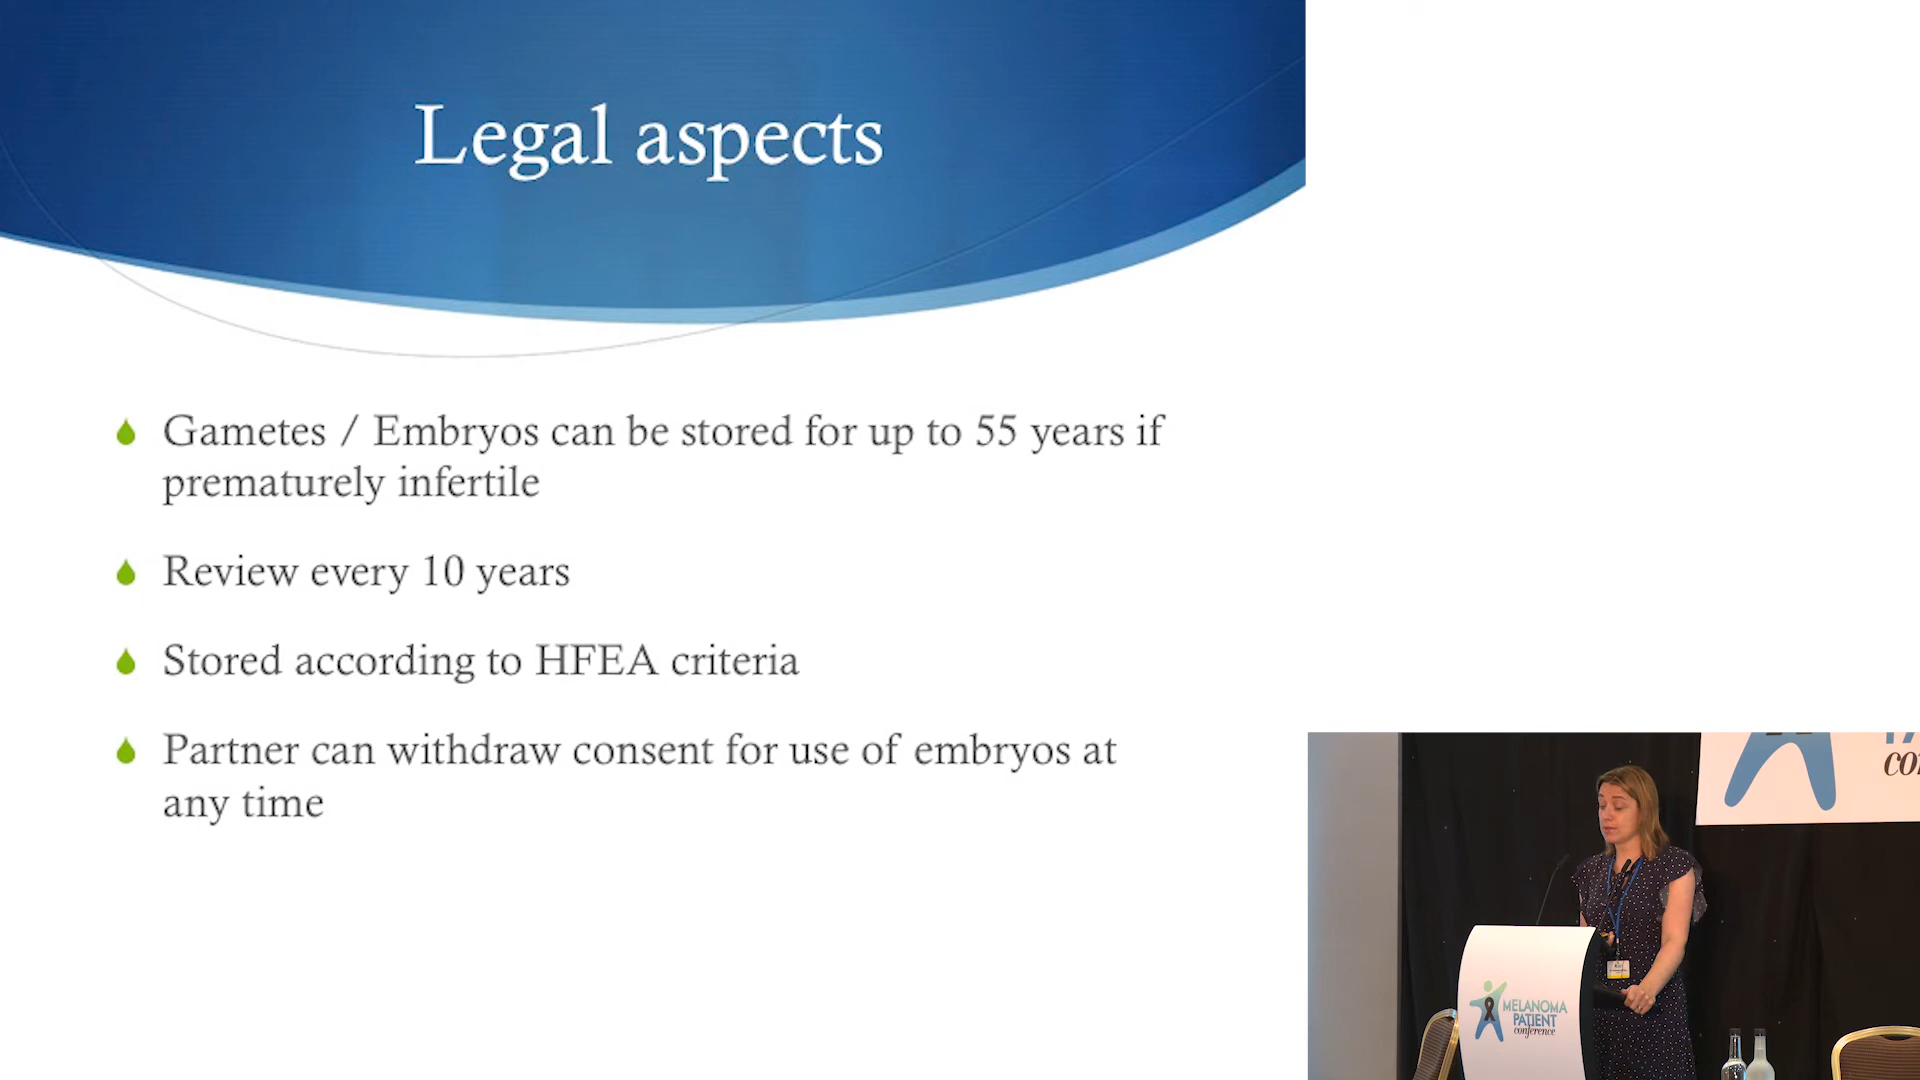 Legal aspects
Gametes / Embryos can be stored for up to 55 years if
prematurely infertile
Review every 10 years
Stored according to HFEA criteria
Partner can withdraw consent for use of embryos at
any time
MELANOMA
PATIENT
conference